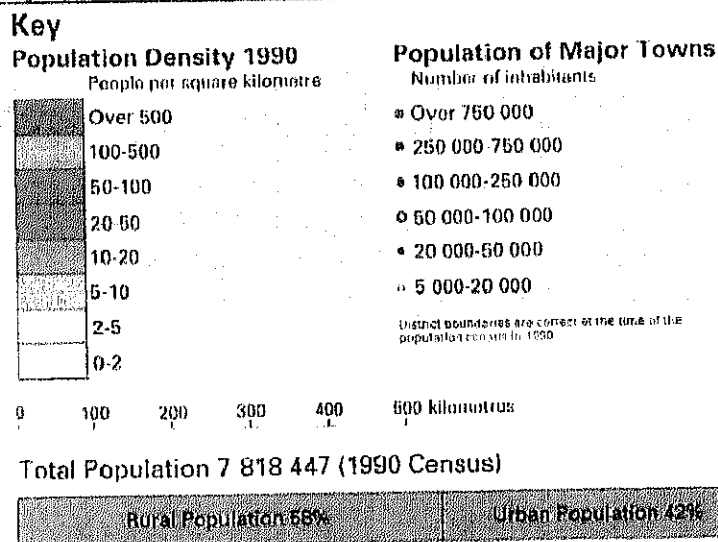 Key
Population Density 1990
People per square kilometre
Over 500
100-500
50-100
20-50
10-20
5-10
2-5
0-2
Population of Major Towns
Number of inhabitants
Over 750 000
250 000-750 000
100 000-250 000
50 000-100 000
20 000-50 000
5 000-20 000
District boundaries are correct at the time of the
population census in 1990
0 100 200 300 400 500 kilometres
Total Population 7 818 447 (1990 Census)
Rural Population 58% Urban Population 42%